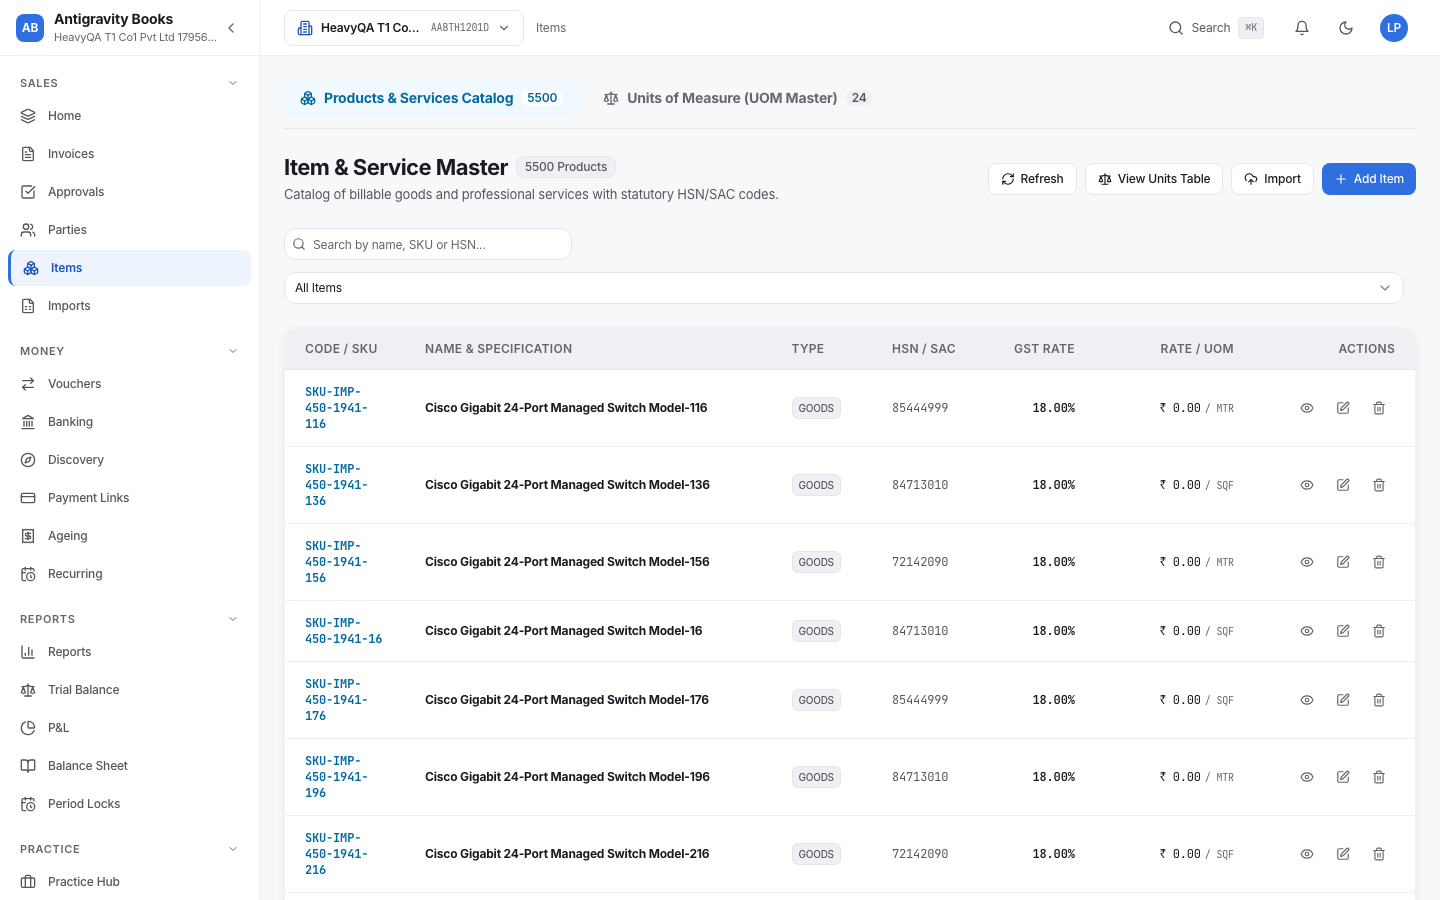 AB
Antigravity Books
HeavyQA T1 Co1 Pvt Ltd 17956...
HeavyQA T1 Co... AABTH1201D
Items
Search ⌘K
LP
SALES
Home
Invoices
Approvals
Parties
Items
Imports
MONEY
Vouchers
Banking
Discovery
Payment Links
Ageing
Recurring
REPORTS
Reports
Trial Balance
P&L
Balance Sheet
Period Locks
PRACTICE
Practice Hub
Products & Services Catalog 5500
Units of Measure (UOM Master) 24
Item & Service Master 5500 Products
Catalog of billable goods and professional services with statutory HSN/SAC codes.
Refresh
View Units Table
Import
Add Item
Search by name, SKU or HSN...
All Items
CODE / SKU NAME & SPECIFICATION TYPE HSN / SAC GST RATE RATE / UOM ACTIONS
SKU-IMP-
450-1941-
116
Cisco Gigabit 24-Port Managed Switch Model-116 GOODS 85444999 18.00% ₹ 0.00 / MTR
SKU-IMP-
450-1941-
136
Cisco Gigabit 24-Port Managed Switch Model-136 GOODS 84713010 18.00% ₹ 0.00 / SQF
SKU-IMP-
450-1941-
156
Cisco Gigabit 24-Port Managed Switch Model-156 GOODS 72142090 18.00% ₹ 0.00 / MTR
SKU-IMP-
450-1941-16
Cisco Gigabit 24-Port Managed Switch Model-16 GOODS 84713010 18.00% ₹ 0.00 / SQF
SKU-IMP-
450-1941-
176
Cisco Gigabit 24-Port Managed Switch Model-176 GOODS 85444999 18.00% ₹ 0.00 / SQF
SKU-IMP-
450-1941-
196
Cisco Gigabit 24-Port Managed Switch Model-196 GOODS 84713010 18.00% ₹ 0.00 / MTR
SKU-IMP-
450-1941-
216
Cisco Gigabit 24-Port Managed Switch Model-216 GOODS 72142090 18.00% ₹ 0.00 / SQF